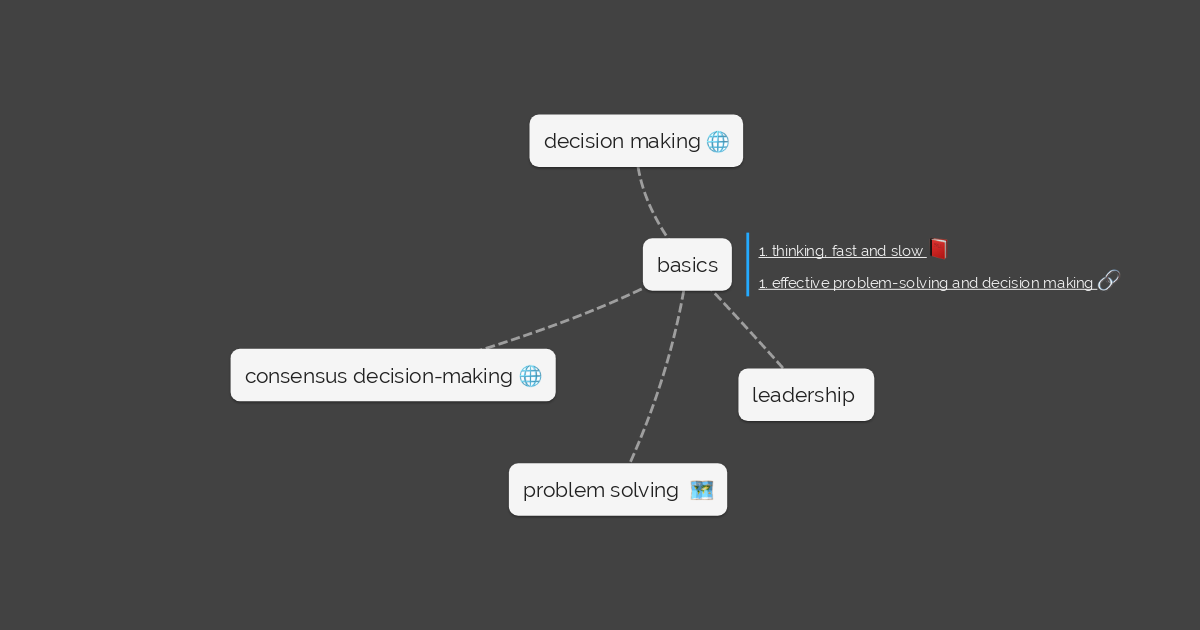 decision making 🌐
basics
1. thinking, fast and slow 📕
1. effective problem-solving and decision making 🔗
consensus decision-making 🌐
leadership
problem solving 🗺️